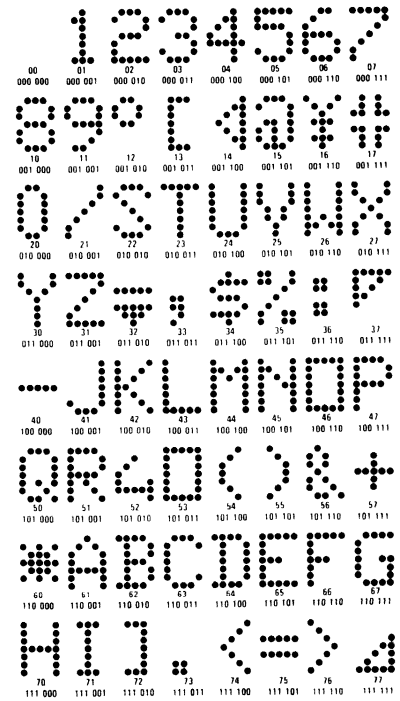 1 2 3 4 5 6 7
00 01 02 03 04 05 06 07
000 000 000 001 000 010 000 011 000 100 000 101 000 110 000 111
8 9 ° [ @ ¥
10 11 12 13 14 15 16 17
001 000 001 001 001 010 001 011 001 100 001 101 001 110 001 111
0 / S T U V W X
20 21 22 23 24 25 26 27
010 000 010 001 010 010 010 011 010 100 010 101 010 110 010 111
Y Z ; $ % :
30 31 32 33 34 35 36 37
011 000 011 001 011 010 011 011 011 100 011 101 011 110 011 111
- J K L M N O P
40 41 42 43 44 45 46 47
100 000 100 001 100 010 100 011 100 100 100 101 100 110 100 111
Q R ∠ □ ( ) & +
50 51 52 53 54 55 56 57
101 000 101 001 101 010 101 011 101 100 101 101 101 110 101 111
* A B C D E F G
60 61 62 63 64 65 66 67
110 000 110 001 110 010 110 011 110 100 110 101 110 110 110 111
H I ] . < = > ⊿
70 71 72 73 74 75 76 77
111 000 111 001 111 010 111 011 111 100 111 101 111 110 111 111